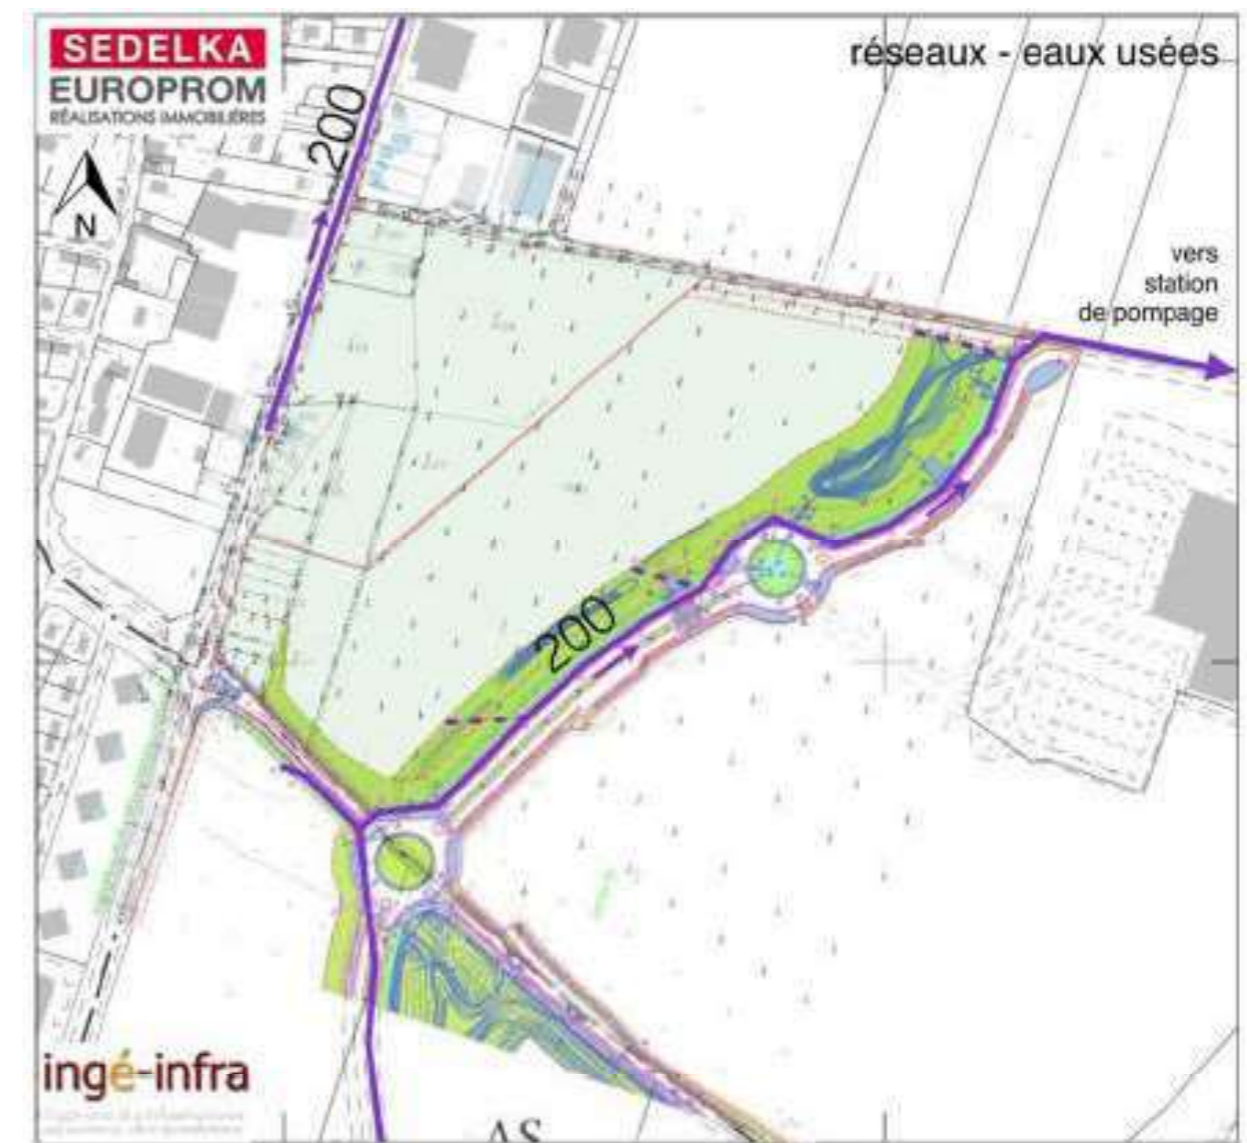 SEDELKA
EUROPROM
RÉALISATIONS IMMOBILIÈRES
réseaux - eaux usées
200
N
vers
station
de pompage
200
ingé-infra
AS